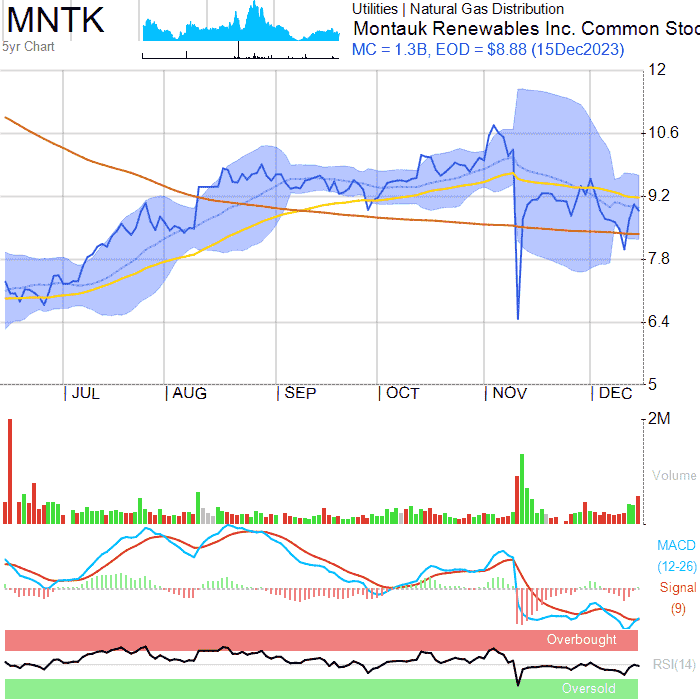 MNTK
5yr Chart
Utilities | Natural Gas Distribution
Montauk Renewables Inc. Common Stoc
MC = 1.3B, EOD = $8.88 (15Dec2023)
12
10.6
9.2
7.8
6.4
5
| JUL | AUG | SEP | OCT | NOV | DEC
2M
Volume
MACD
(12-26)
Signal
(9)
Overbought
RSI(14)
Oversold